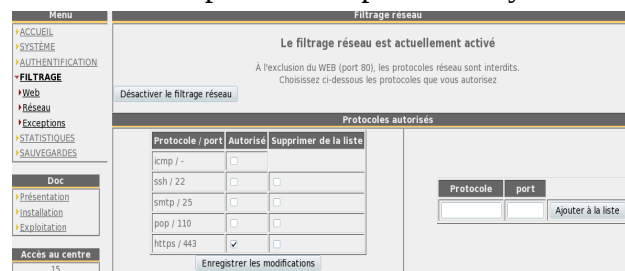 Menu
ACCUEIL
SYSTÈME
AUTHENTIFICATION
FILTRAGE
Web
Réseau
Exceptions
STATISTIQUES
SAUVEGARDES
Doc
Présentation
Installation
Exploitation
Accès au centre
15
Filtrage réseau
Le filtrage réseau est actuellement activé
À l'exclusion du WEB (port 80), les protocoles réseau sont interdits.
Choisissez ci-dessous les protocoles que vous autorisez
Désactiver le filtrage réseau
Protocoles autorisés
Protocole / port Autorisé Supprimer de la liste
icmp / -
ssh / 22
smtp / 25
pop / 110
https / 443
Enregistrer les modifications
Protocole port
Ajouter à la liste